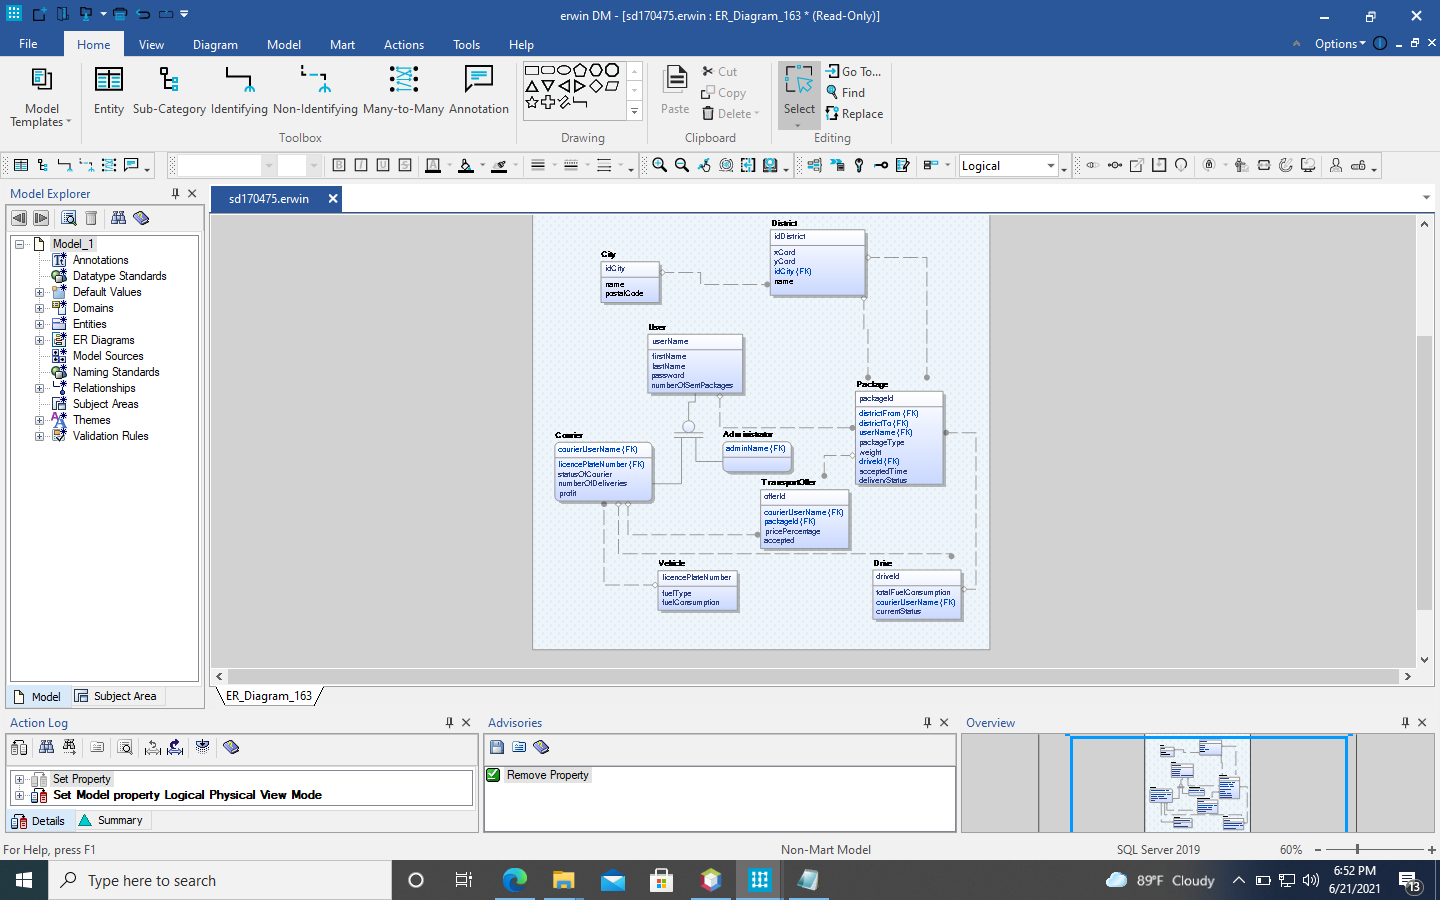 erwin DM - [sd170475.erwin : ER_Diagram_163 * (Read-Only)]
File Home View Diagram Model Mart Actions Tools Help Options
Model Templates
Entity Sub-Category Identifying Non-Identifying Many-to-Many Annotation
Toolbox
Drawing
Paste
Cut
Copy
Delete
Clipboard
Select
Go To...
Find
Replace
Editing
B I U S A
Logical
Model Explorer
Model_1
Annotations
Datatype Standards
Default Values
Domains
Entities
ER Diagrams
Model Sources
Naming Standards
Relationships
Subject Areas
Themes
Validation Rules
Model Subject Area
sd170475.erwin
District
idDistrict
xCord
yCord
idCity (FK)
name
City
idCity
name
postalCode
User
userName
firstName
lastName
password
numberOfSentPackages
Package
packageId
districtFrom (FK)
districtTo (FK)
userName (FK)
packageType
weight
driveId (FK)
acceptedTime
deliveryStatus
Courier
courierUserName (FK)
licencePlateNumber (FK)
statusOfCourier
numberOfDeliveries
profit
Administrator
adminName (FK)
TransportOffer
offerId
courierUserName (FK)
packageId (FK)
pricePercentage
accepted
Vehicle
licencePlateNumber
fuelType
fuelConsumption
Drive
driveId
totalFuelConsumption
courierUserName (FK)
currentStatus
ER_Diagram_163
Action Log
Set Property
Set Model property Logical Physical View Mode
Details Summary
Advisories
Remove Property
Overview
For Help, press F1
Non-Mart Model
SQL Server 2019
60%
Type here to search
89°F Cloudy
6:52 PM
6/21/2021
13